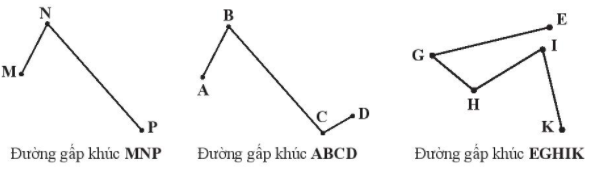 N
M
P
Đường gấp khúc MNP
B
A
C
D
Đường gấp khúc ABCD
E
G
I
H
K
Đường gấp khúc EGHIK